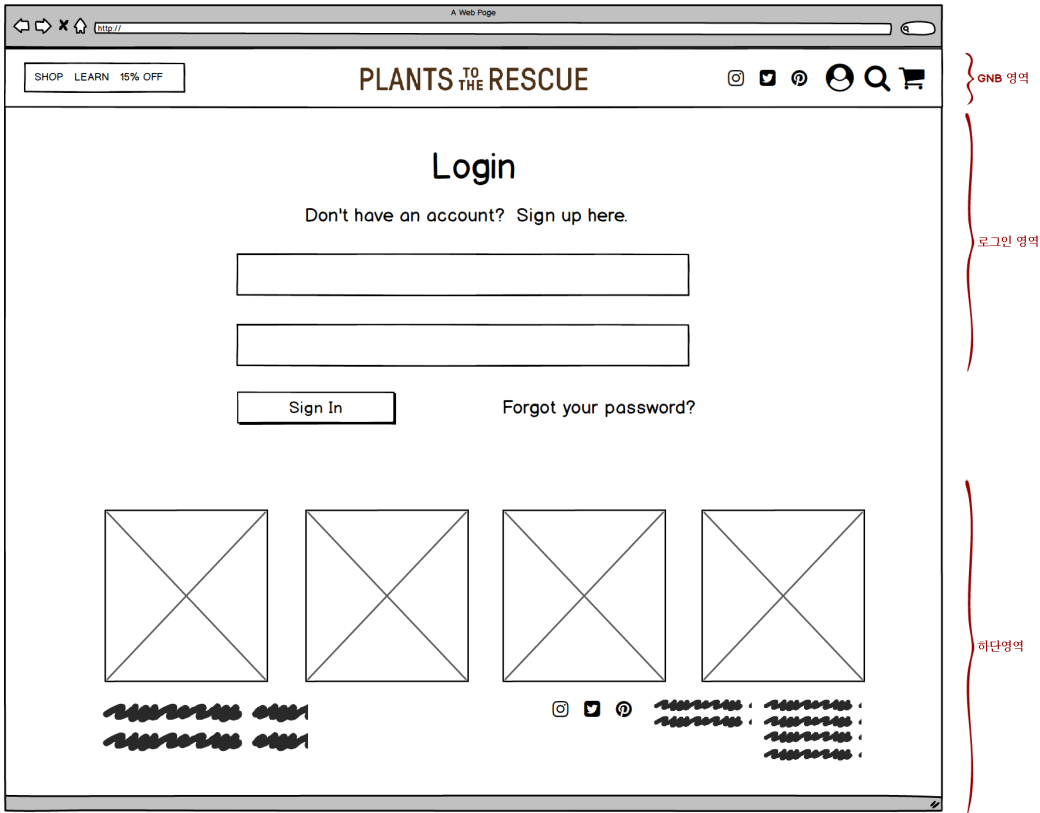 A Web Page
http://
SHOP LEARN 15% OFF
PLANTS TO THE RESCUE
GNB 영역
Login
Don't have an account? Sign up here.
로그인 영역
Sign In
Forgot your password?
하단영역